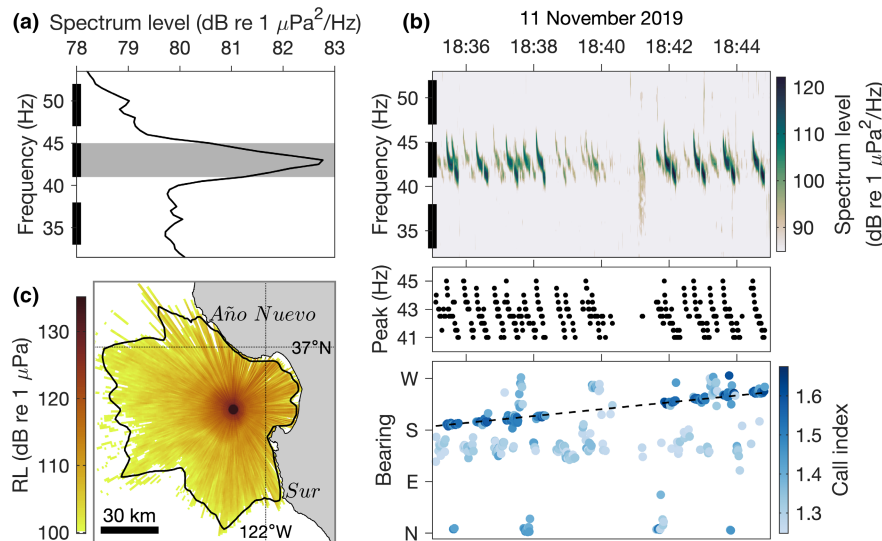 (a) Spectrum level (dB re 1 μPa²/Hz)
78 79 80 81 82 83
Frequency (Hz)
50
45
40
35
(b) 11 November 2019
18:36 18:38 18:40 18:42 18:44
Frequency (Hz)
50
45
40
35
120
110
100
90
Spectrum level
(dB re 1 μPa²/Hz)
Peak (Hz)
45
43
41
Bearing
W
S
E
N
1.6
1.5
1.4
1.3
Call index
(c)
RL (dB re 1 μPa)
130
120
110
100
Año Nuevo
37°N
Sur
30 km
122°W